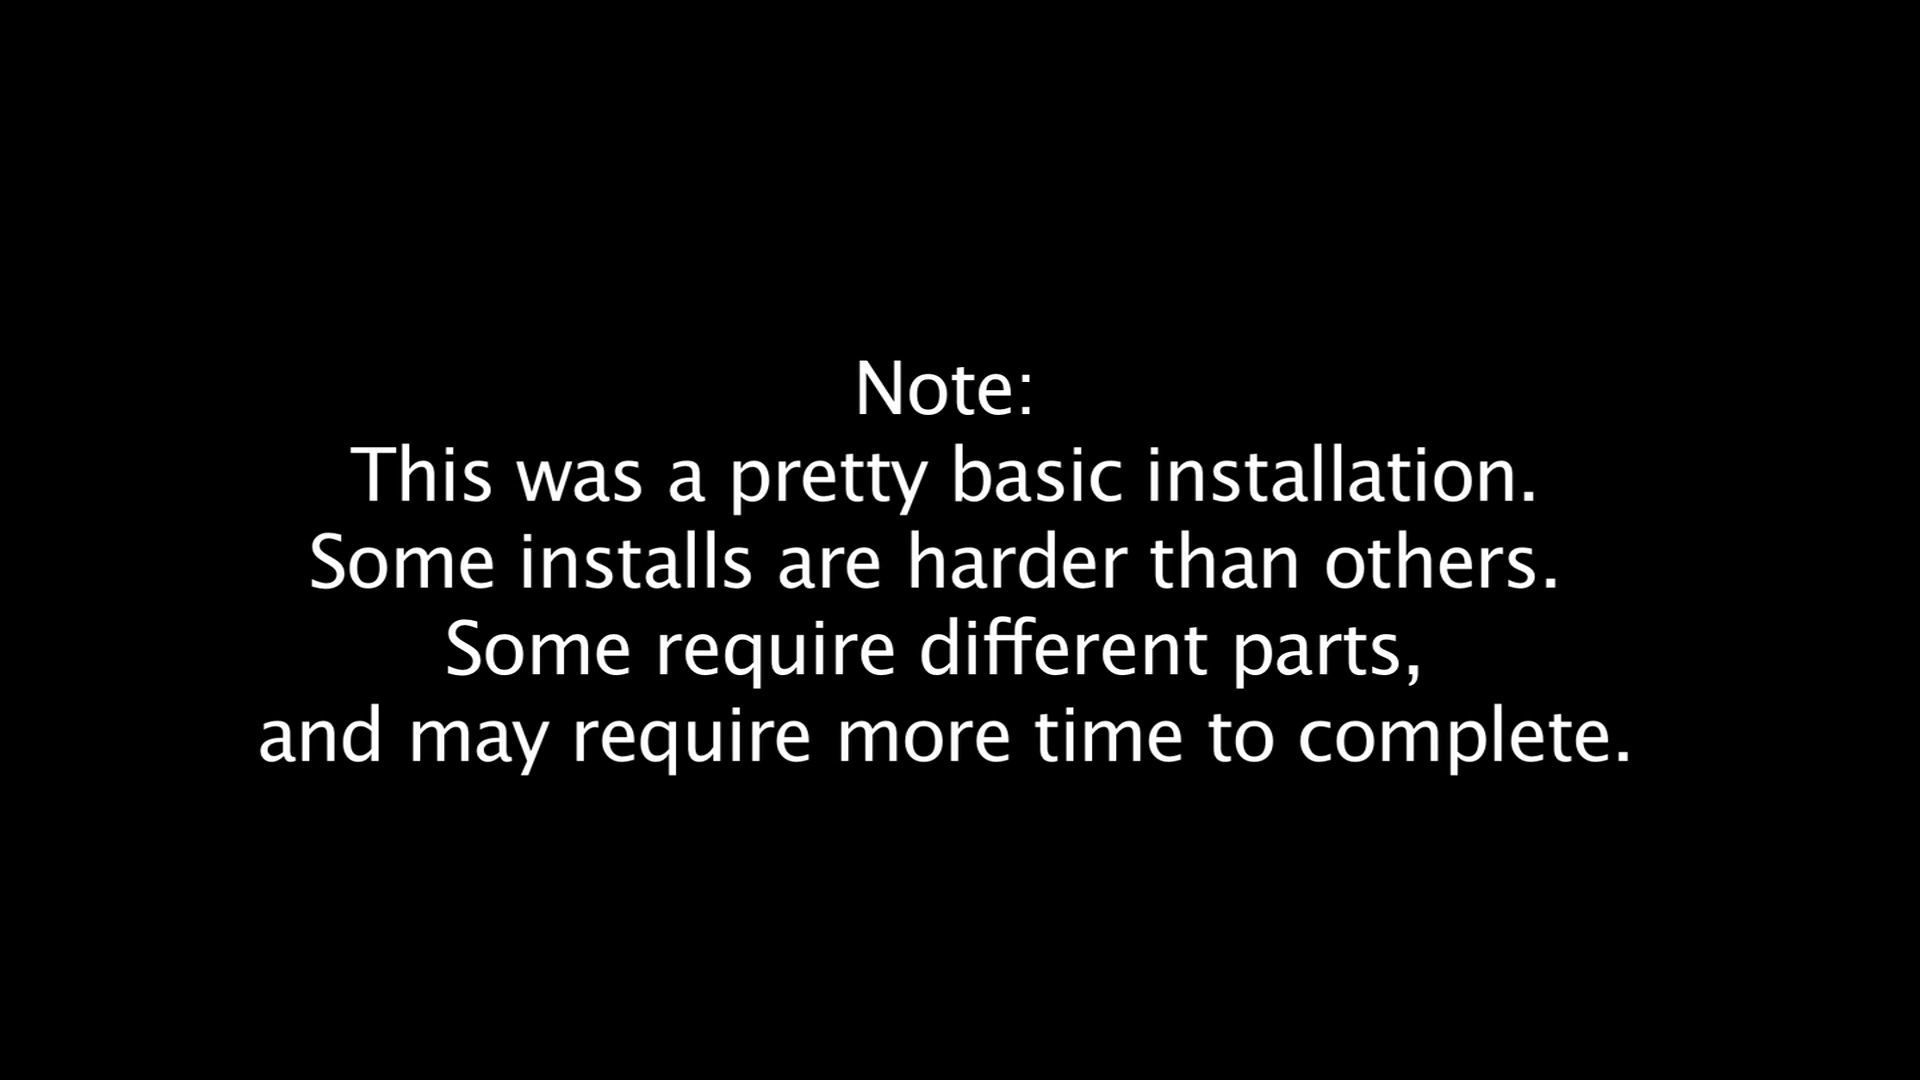 Note:
This was a pretty basic installation.
Some installs are harder than others.
Some require different parts,
and may require more time to complete.